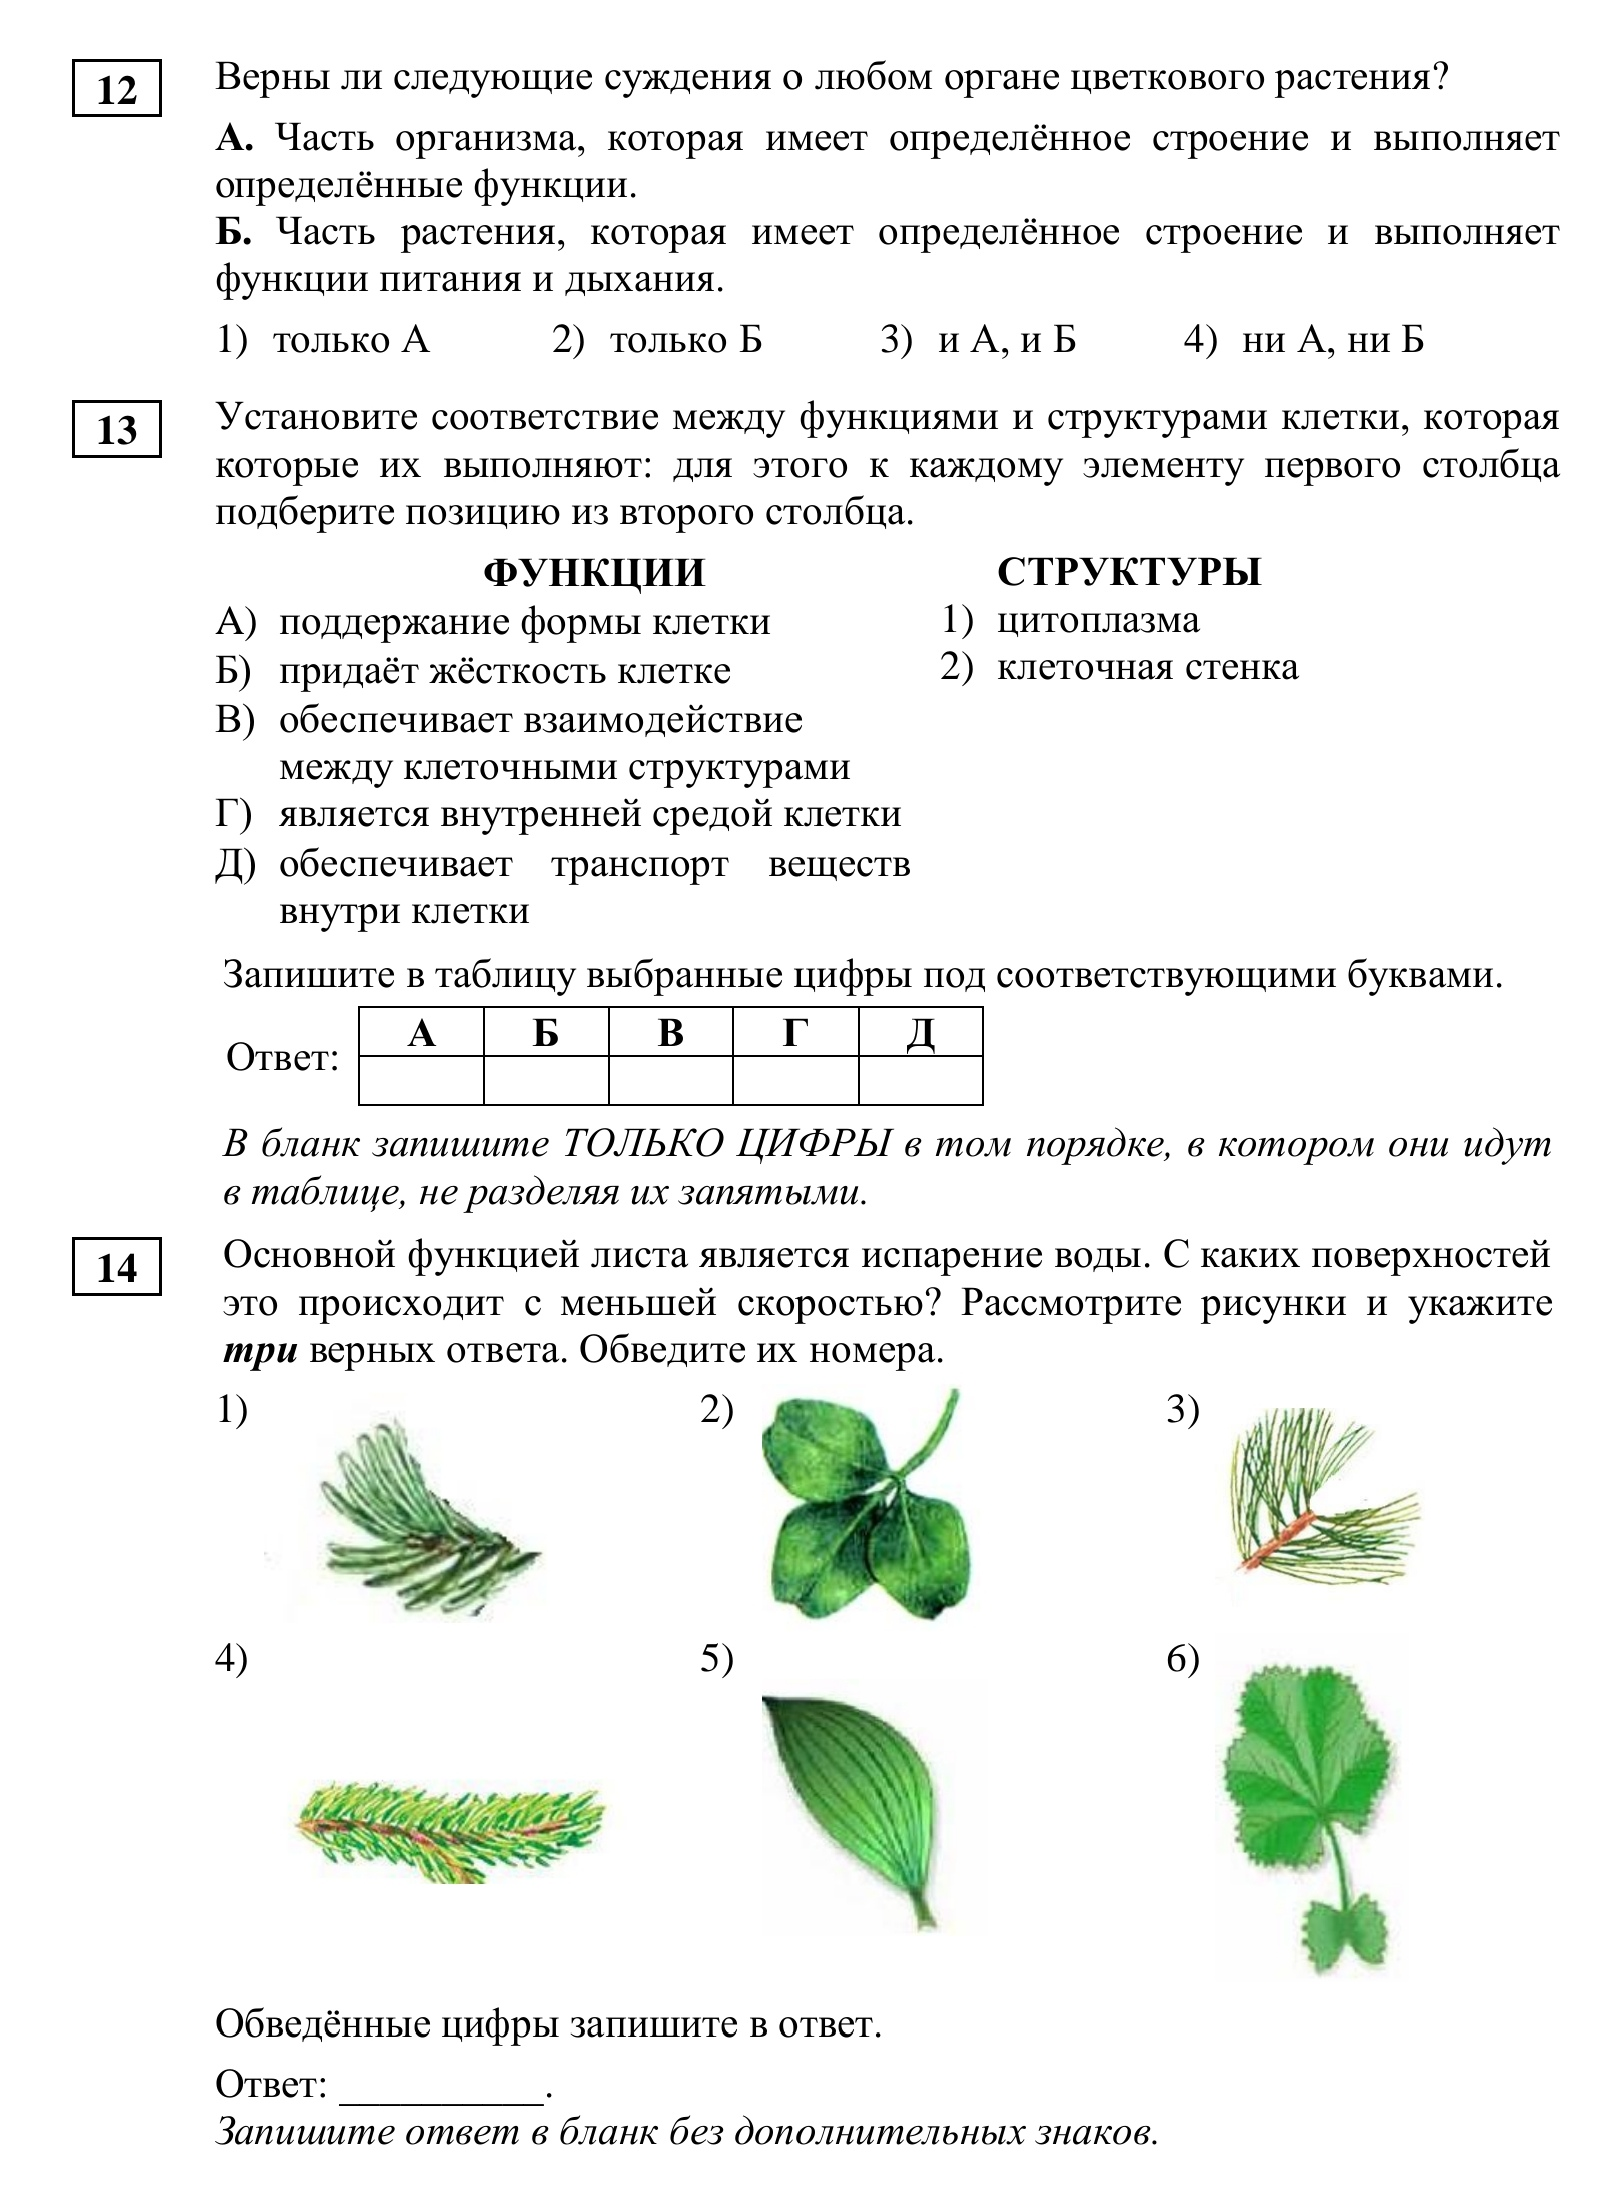 12
Верны ли следующие суждения о любом органе цветкового растения?
А. Часть организма, которая имеет определённое строение и выполняет
определённые функции.
Б. Часть растения, которая имеет определённое строение и выполняет
функции питания и дыхания.
1) только А 2) только Б 3) и А, и Б 4) ни А, ни Б
13
Установите соответствие между функциями и структурами клетки, которая
которые их выполняют: для этого к каждому элементу первого столбца
подберите позицию из второго столбца.
ФУНКЦИИ
А) поддержание формы клетки
Б) придаёт жёсткость клетке
В) обеспечивает взаимодействие
между клеточными структурами
Г) является внутренней средой клетки
Д) обеспечивает транспорт веществ
внутри клетки
СТРУКТУРЫ
1) цитоплазма
2) клеточная стенка
Запишите в таблицу выбранные цифры под соответствующими буквами.
Ответ:
А Б В Г Д
В бланк запишите ТОЛЬКО ЦИФРЫ в том порядке, в котором они идут
в таблице, не разделяя их запятыми.
14
Основной функцией листа является испарение воды. С каких поверхностей
это происходит с меньшей скоростью? Рассмотрите рисунки и укажите
три верных ответа. Обведите их номера.
1) 2) 3)
4) 5) 6)
Обведённые цифры запишите в ответ.
Ответ: __________.
Запишите ответ в бланк без дополнительных знаков.